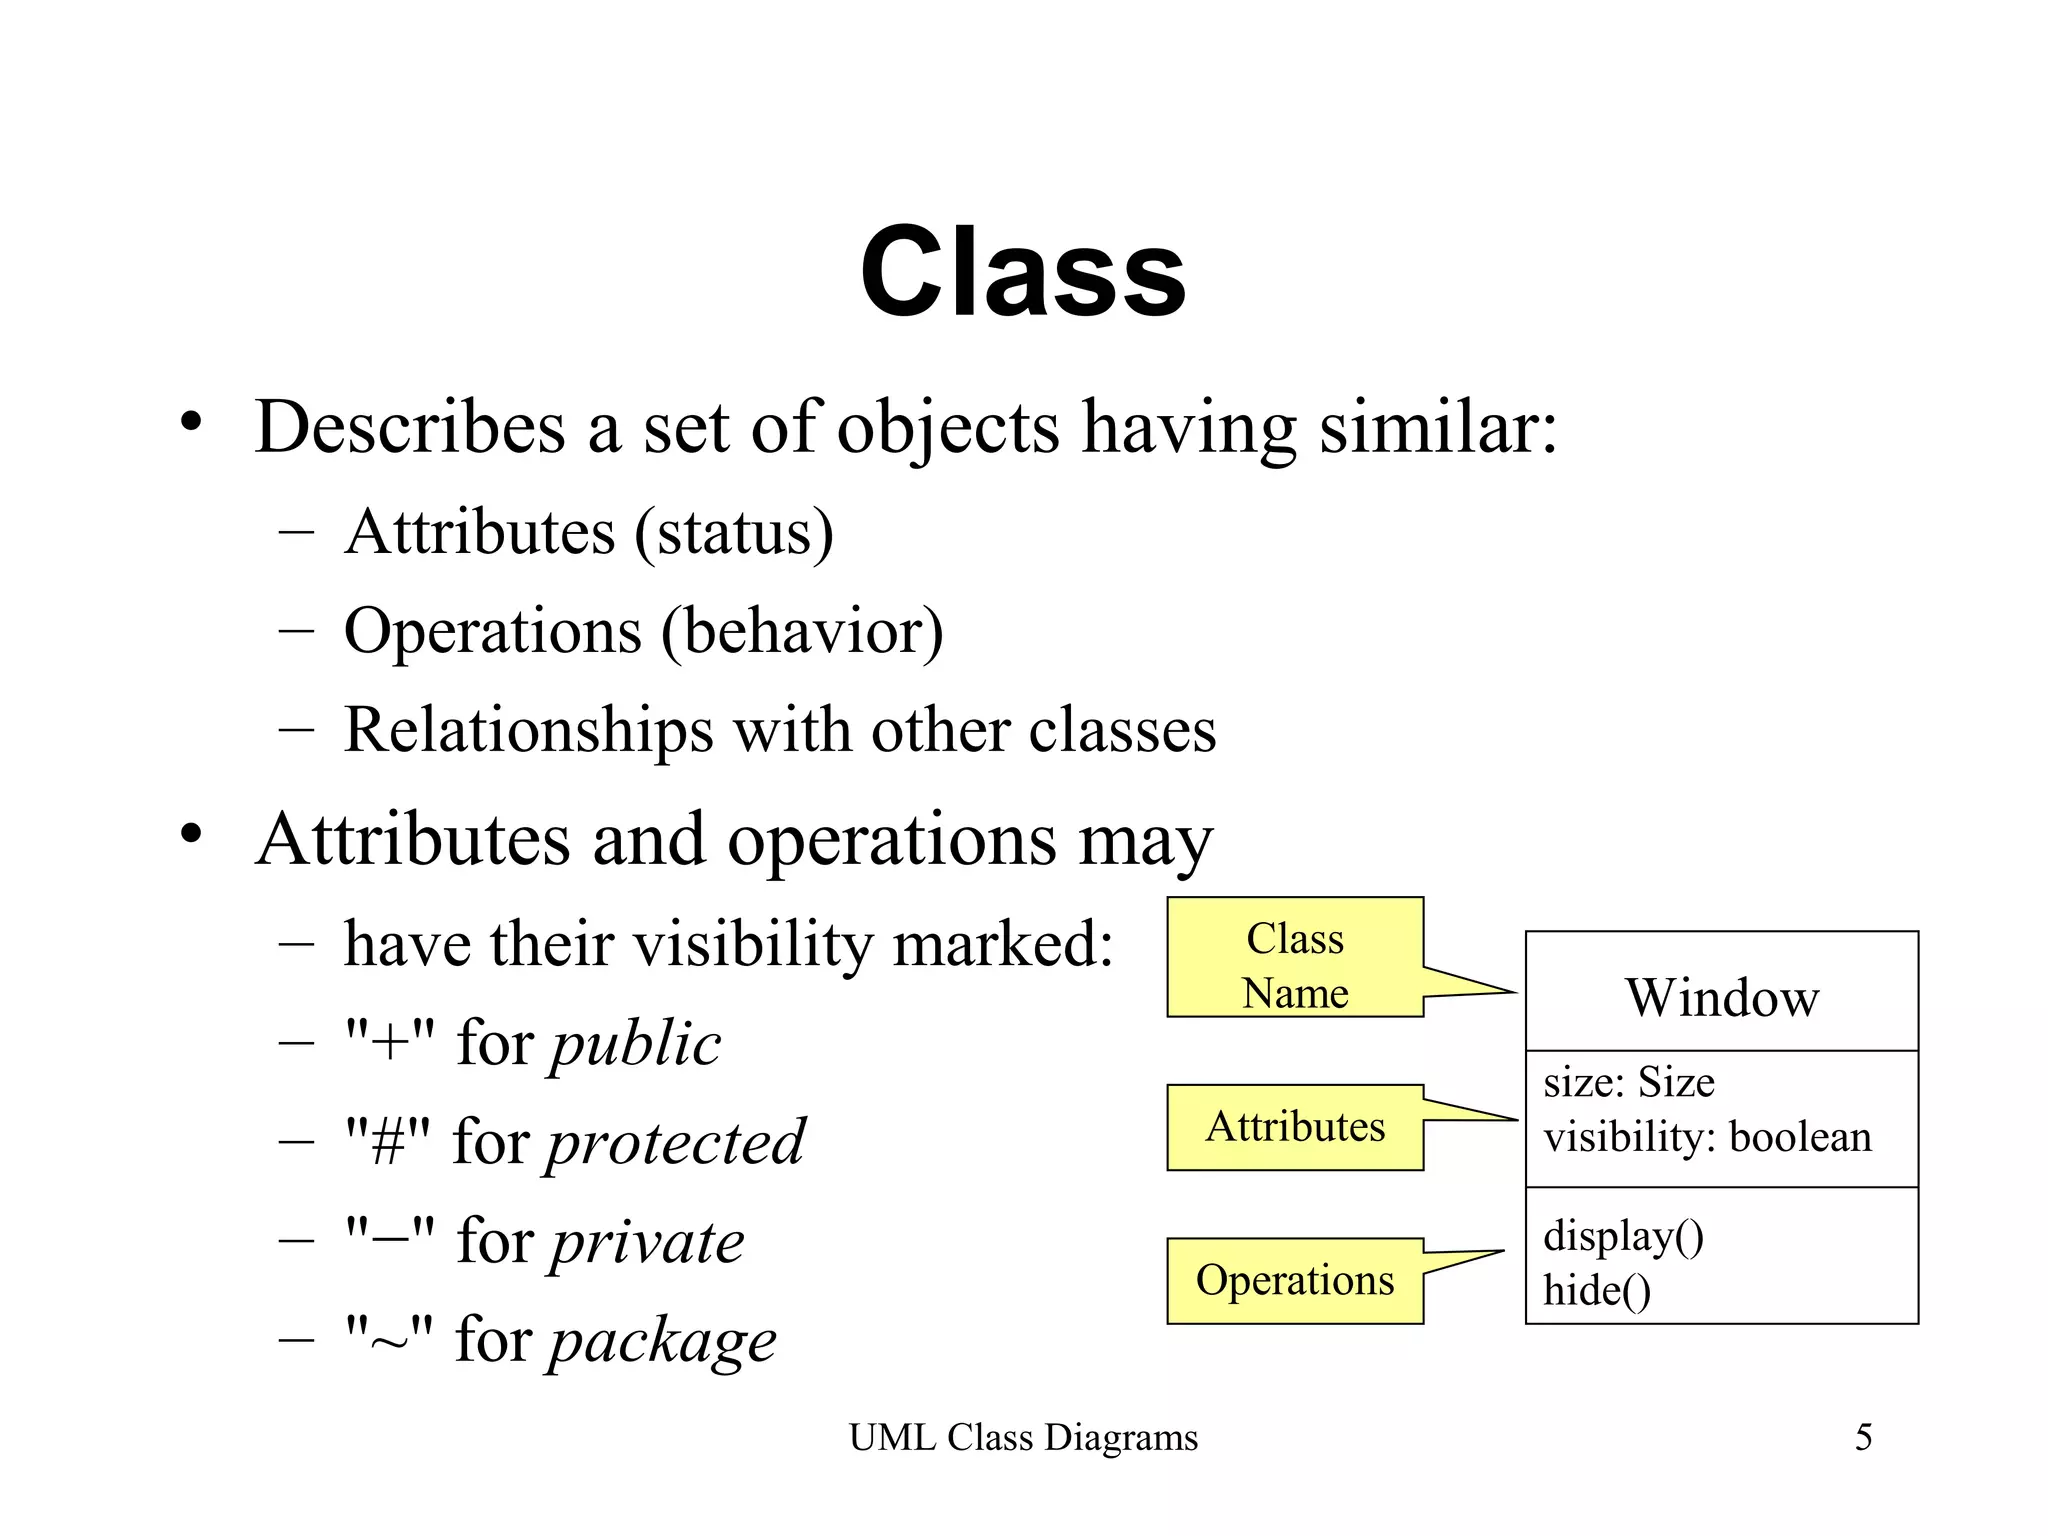 Class
• Describes a set of objects having similar:
– Attributes (status)
– Operations (behavior)
– Relationships with other classes
• Attributes and operations may
– have their visibility marked:
– "+" for public
– "#" for protected
– "−" for private
– "~" for package
Class
Name
Attributes
Operations
Window
size: Size
visibility: boolean
display()
hide()
UML Class Diagrams
5